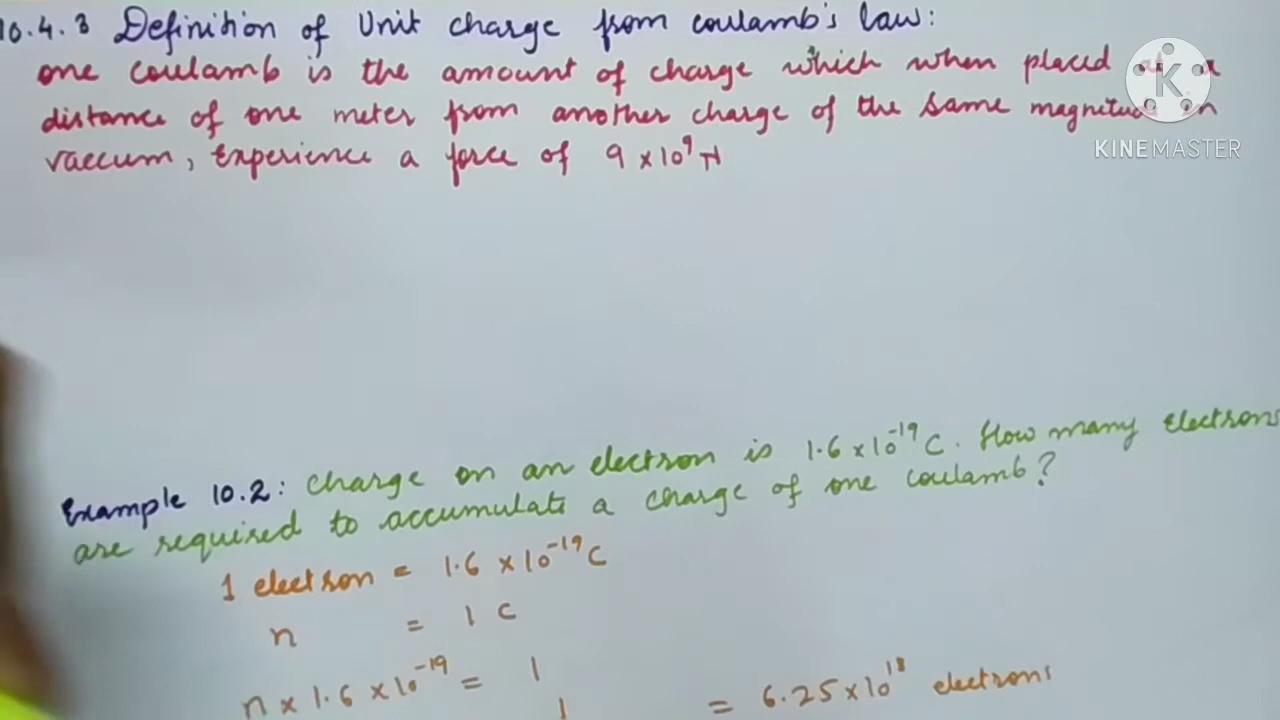 10.4.3 Definition of Unit charge from coulamb's law:
one coulamb is the amount of charge which when placed at a
distance of one meter from another charge of the same magnitude in
vaccum, Experience a force of 9 x 10⁹ N
K
KINEMASTER
Example 10.2: charge on an electron is 1.6 x 10⁻¹⁹ C. How many Electrons
are required to accumulate a charge of one coulamb?
1 electron = 1.6 x 10⁻¹⁹ C
n = 1 C
n x 1.6 x 10⁻¹⁹ = 1
1 = 6.25 x 10¹⁸ electrons